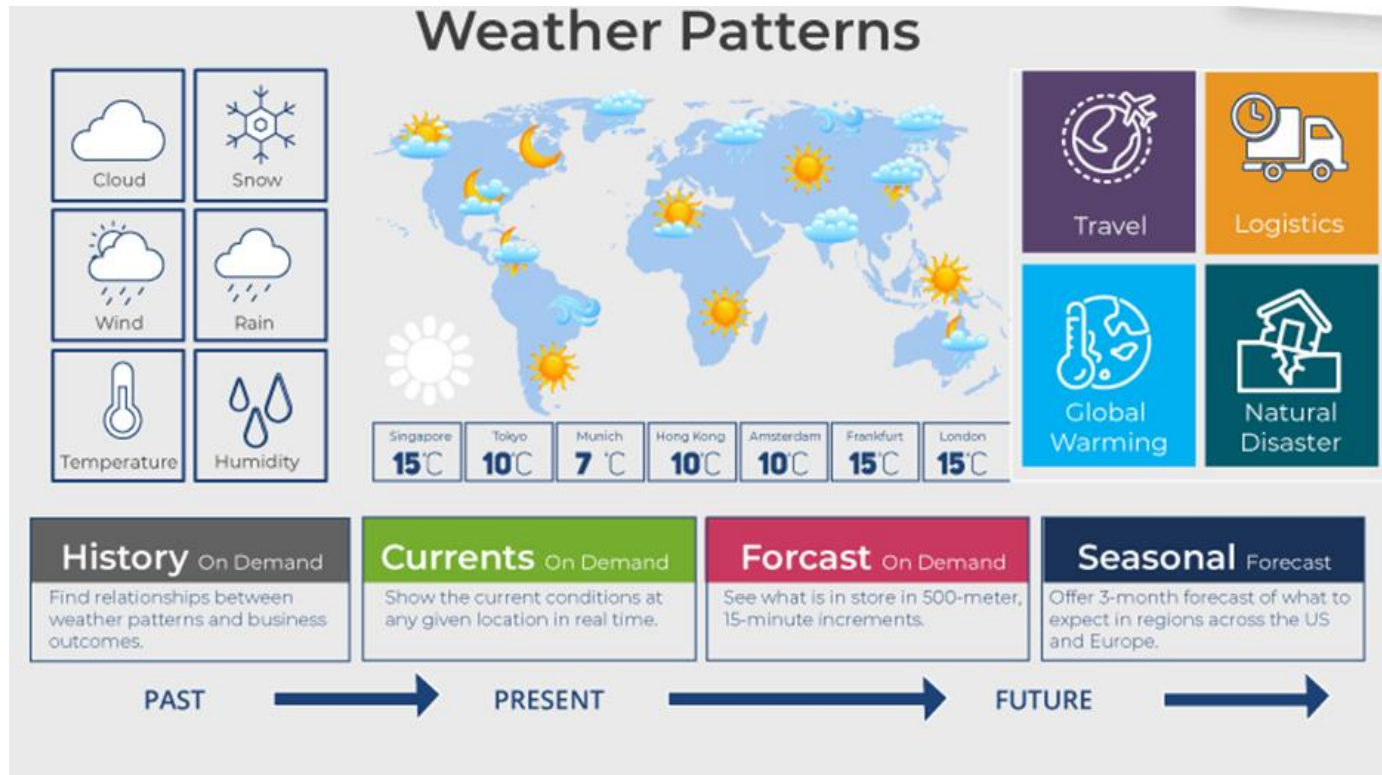 Weather Patterns
Cloud
Snow
Wind
Rain
Temperature
Humidity
Singapore
15°C
Tokyo
10°C
Munich
7 °C
Hong Kong
10°C
Amsterdam
10°C
Frankfurt
15°C
London
15°C
Travel
Logistics
Global
Warming
Natural
Disaster
History On Demand
Find relationships between
weather patterns and business
outcomes.
Currents On Demand
Show the current conditions at
any given location in real time.
Forcast On Demand
See what is in store in 500-meter,
15-minute increments.
Seasonal Forecast
Offer 3-month forecast of what to
expect in regions across the US
and Europe.
PAST
PRESENT
FUTURE